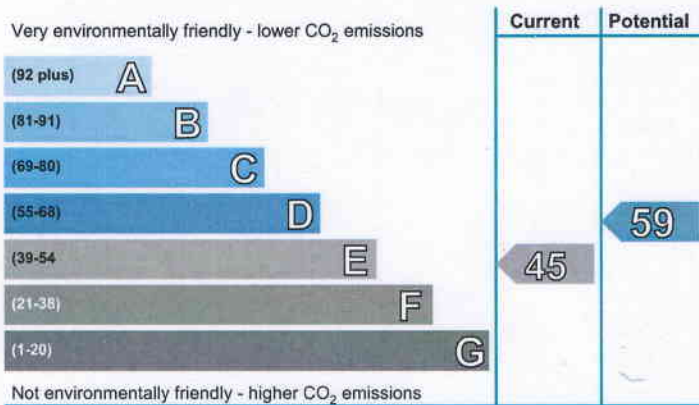 Current Potential
Very environmentally friendly - lower CO₂ emissions
(92 plus) A
(81-91) B
(69-80) C
(55-68) D
59
(39-54 E
45
(21-38) F
(1-20) G
Not environmentally friendly - higher CO₂ emissions